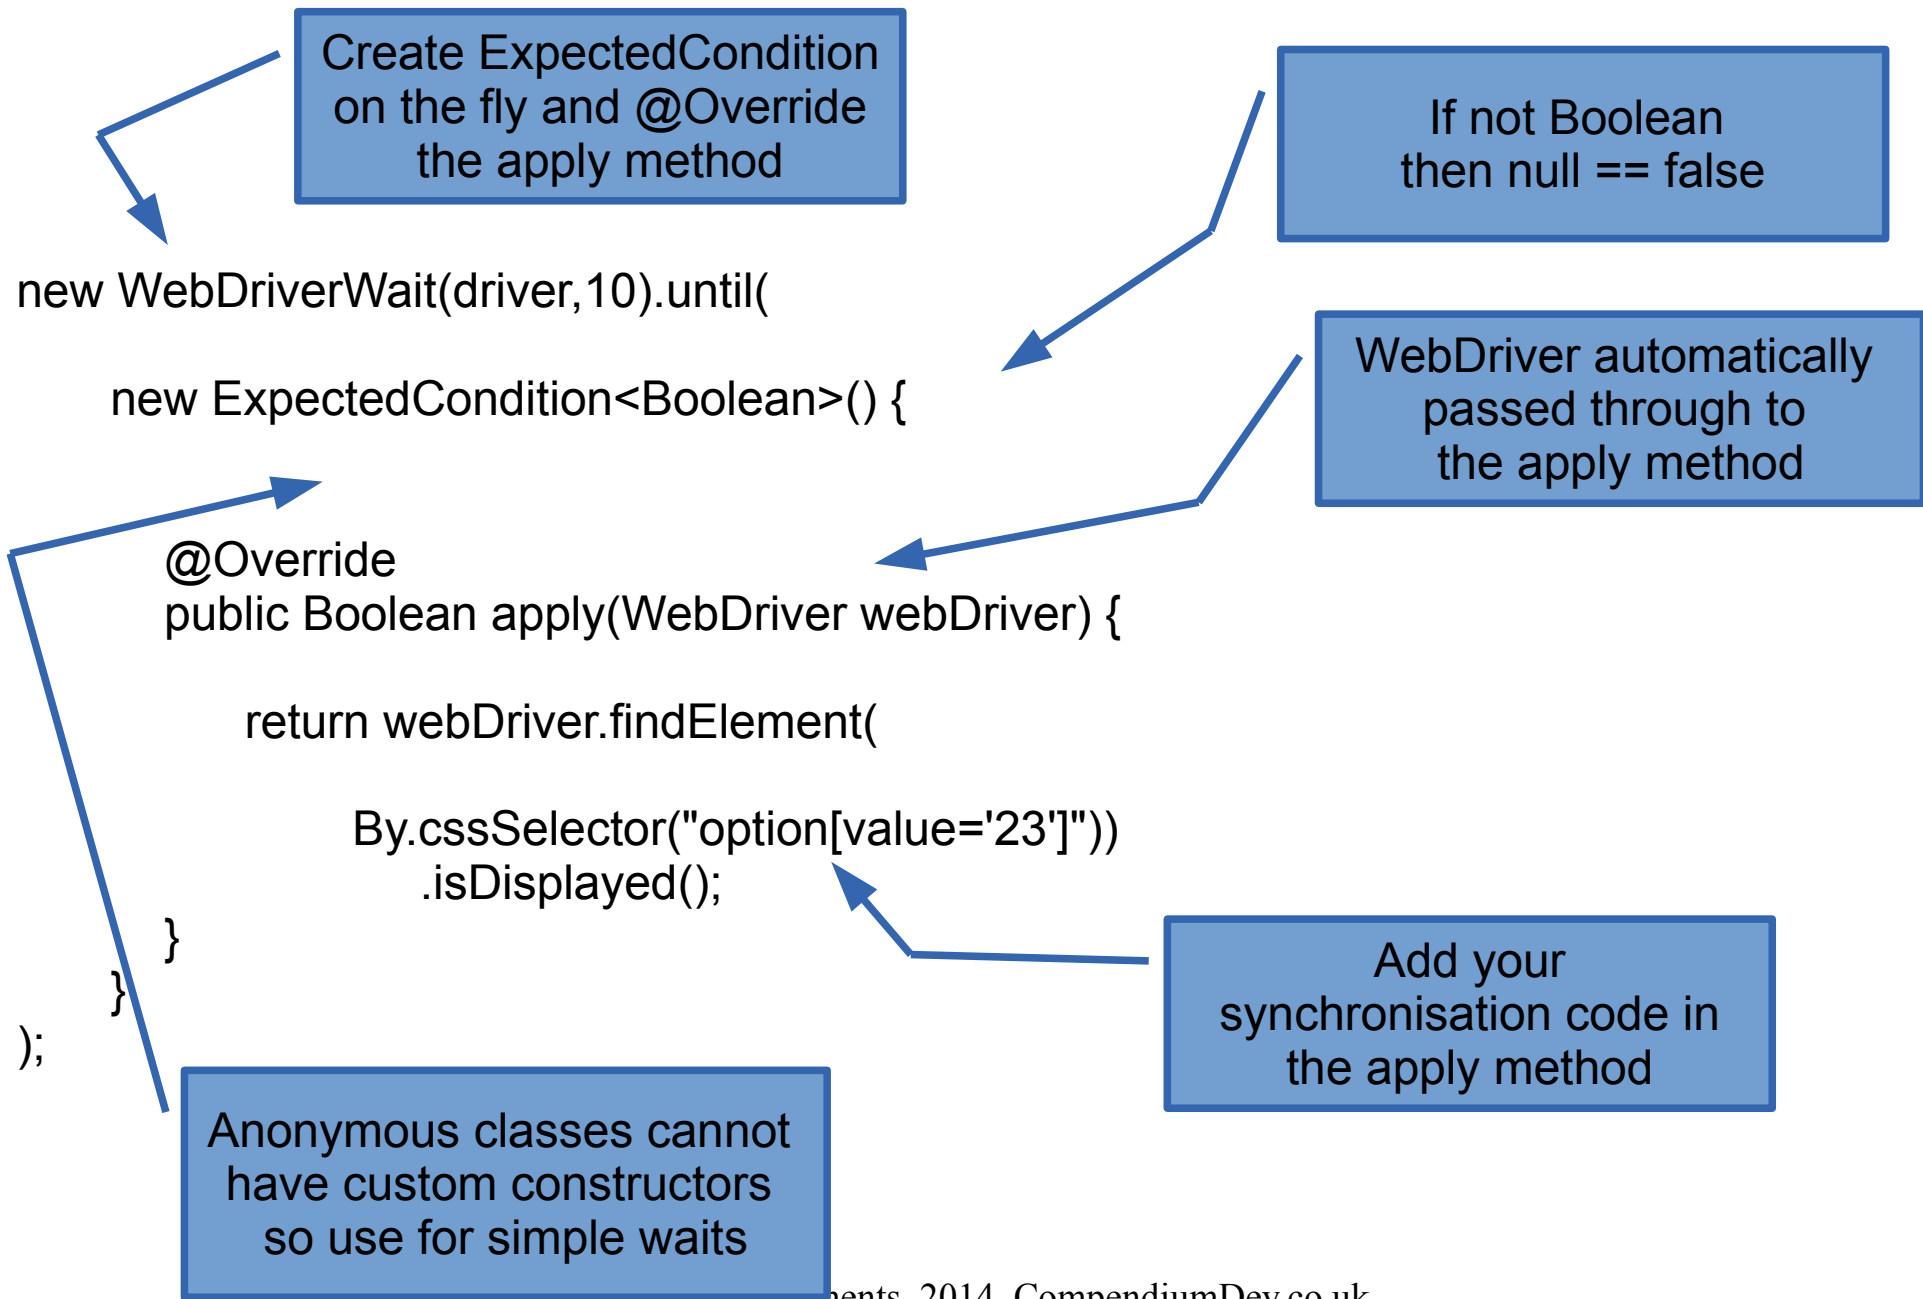 Create ExpectedCondition
on the fly and @Override
the apply method
If not Boolean
then null == false
new WebDriverWait(driver,10).until(
WebDriver automatically
passed through to
the apply method
new ExpectedCondition<Boolean>() {
@Override
public Boolean apply(WebDriver webDriver) {
return webDriver.findElement(
By.cssSelector("option[value='23']"))
.isDisplayed();
}
}
);
Add your
synchronisation code in
the apply method
Anonymous classes cannot
have custom constructors
so use for simple waits
2014, CompendiumDev.co.uk